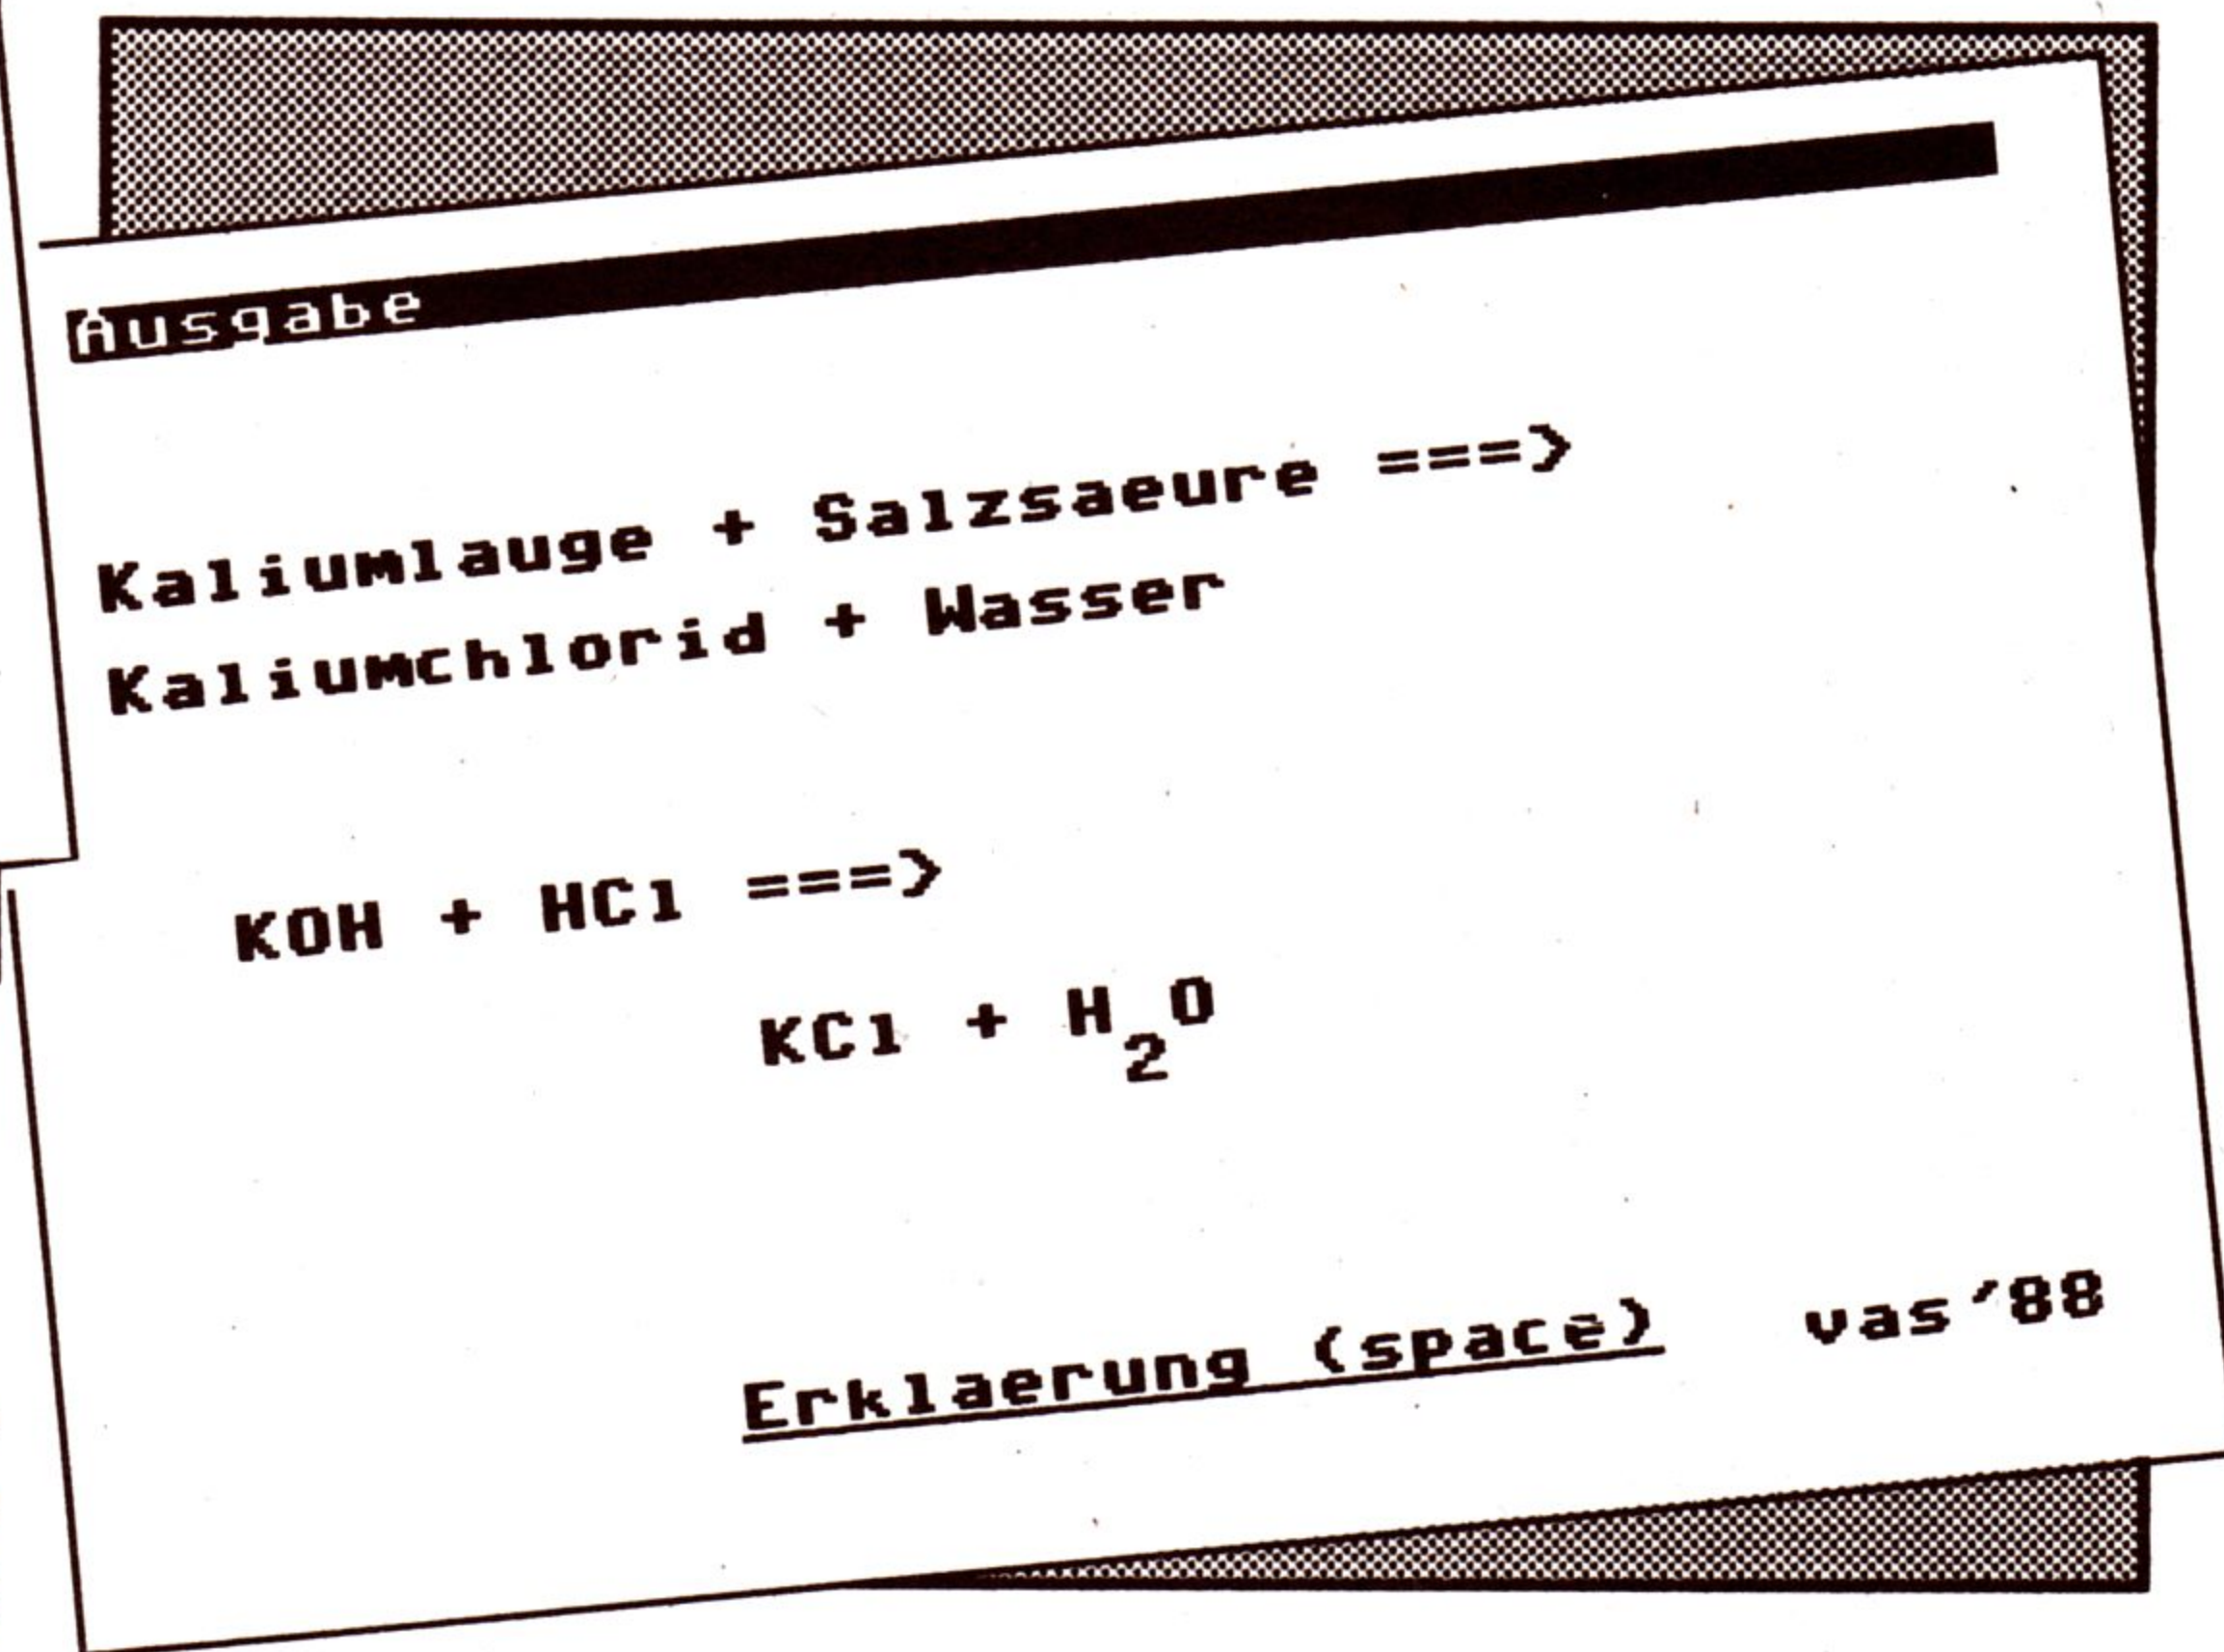 Ausgabe
Kaliumlauge + Salzsaeure ===>
Kaliumchlorid + Wasser
KOH + HCl ===>
KCl + H₂O
Erklaerung (space) vas'88